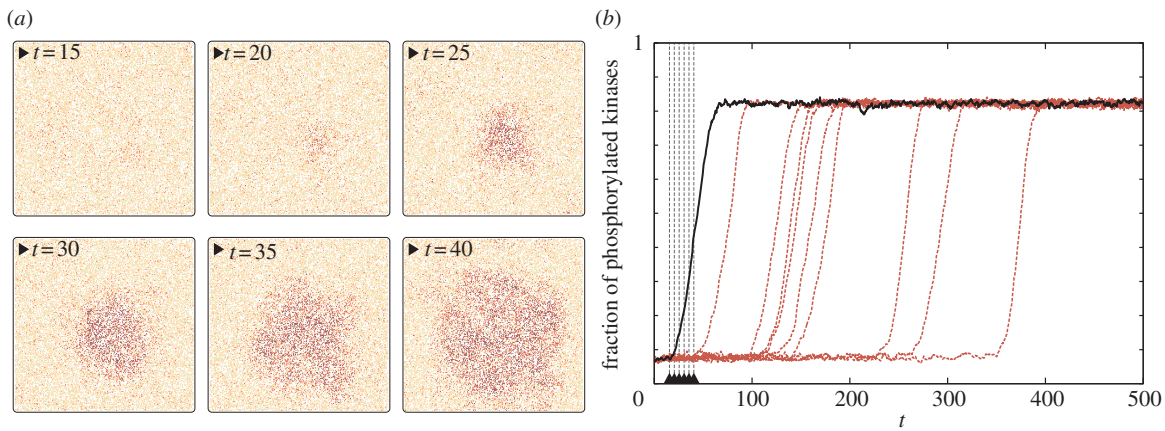 (a)
▶t=15
▶t=20
▶t=25
▶t=30
▶t=35
▶t=40
(b)
fraction of phosphorylated kinases
1
0
100
200
300
400
500
t